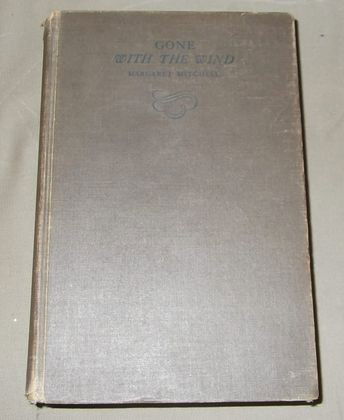 GONE
WITH THE WIND
MARGARET MITCHELL